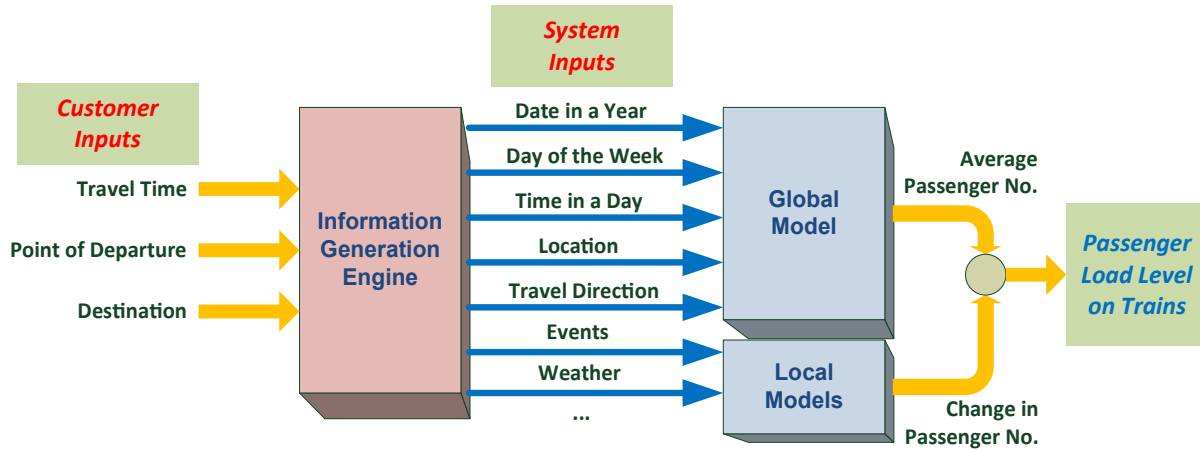 Customer
Inputs
Travel Time
Point of Departure
Destination
Information
Generation
Engine
System
Inputs
Date in a Year
Day of the Week
Time in a Day
Location
Travel Direction
Events
Weather
...
Global
Model
Local
Models
Average
Passenger No.
Change in
Passenger No.
Passenger
Load Level
on Trains